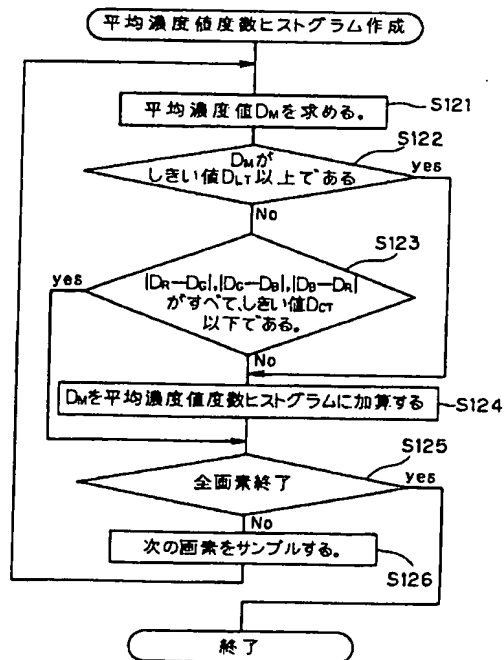 平均濃度値度数ヒストグラム作成
平均濃度値DMを求める。
S121
DMが
しきい値DLT以上である
S122
yes
No
S123
yes
|DR−DG|,|DG−DB|,|DB−DR|
がすべて、しきい値DCT
以下である。
No
DMを平均濃度値度数ヒストグラムに加算する
S124
S125
全画素終了
yes
No
次の画素をサンプルする。
S126
終了